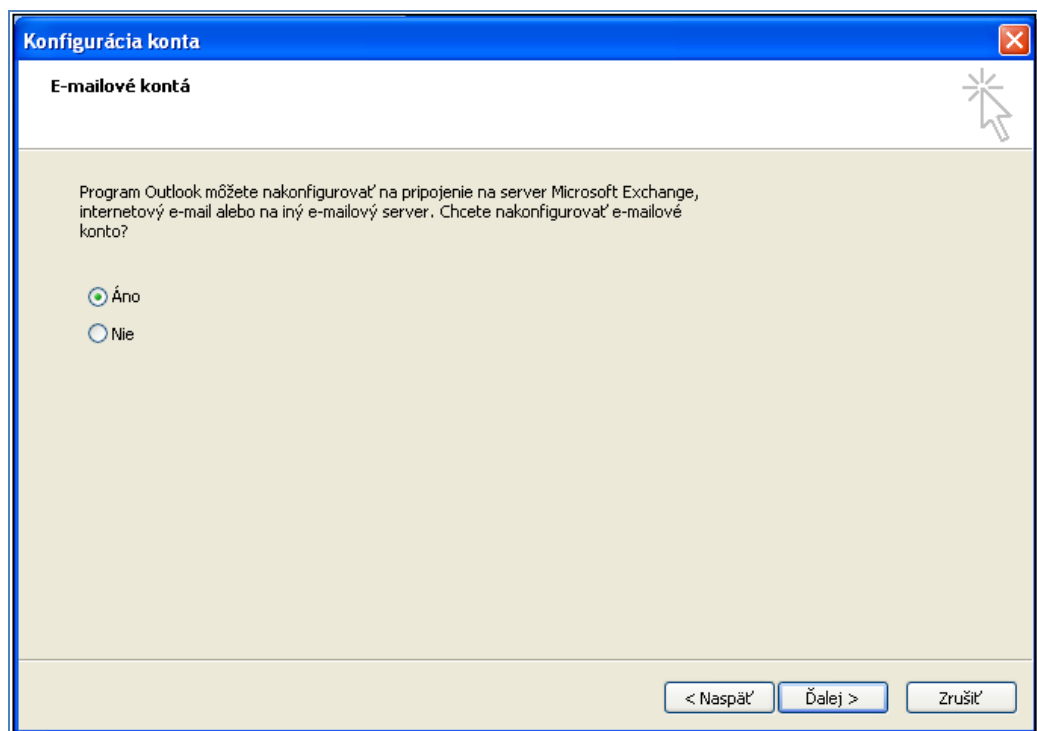 Konfigurácia konta
E-mailové kontá
Program Outlook môžete nakonfigurovať na pripojenie na server Microsoft Exchange,
internetový e-mail alebo na iný e-mailový server. Chcete nakonfigurovať e-mailové
konto?
Áno
Nie
< Naspäť
Ďalej >
Zrušiť